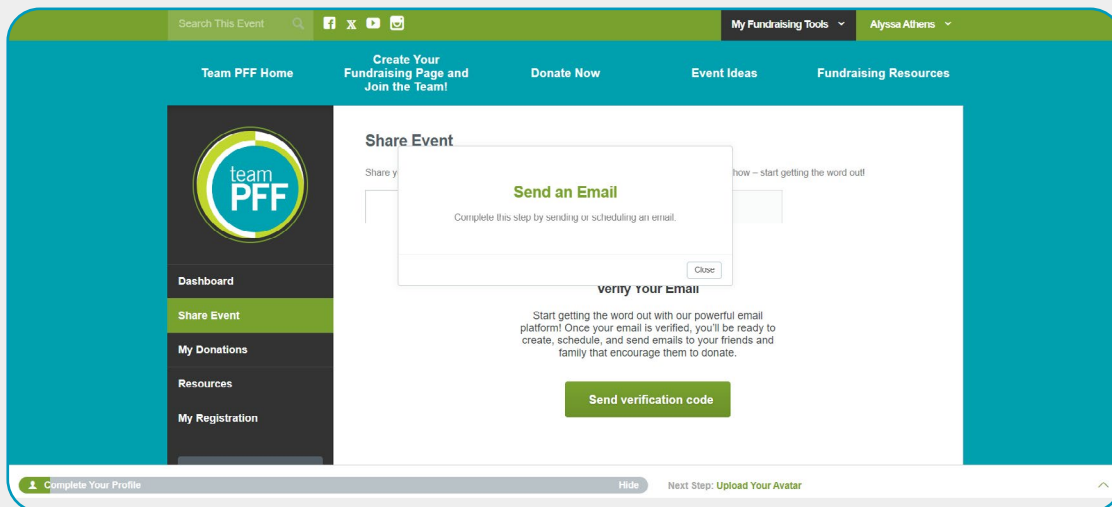 Search This Event
My Fundraising Tools
Alyssa Athens
Team PFF Home
Create Your
Fundraising Page and
Join the Team!
Donate Now
Event Ideas
Fundraising Resources
team
PFF
Dashboard
Share Event
My Donations
Resources
My Registration
Share Event
Share y
how – start getting the word out!
Send an Email
Complete this step by sending or scheduling an email.
Close
Verify Your Email
Start getting the word out with our powerful email
platform! Once your email is verified, you'll be ready to
create, schedule, and send emails to your friends and
family that encourage them to donate.
Send verification code
Complete Your Profile
Hide
Next Step: Upload Your Avatar